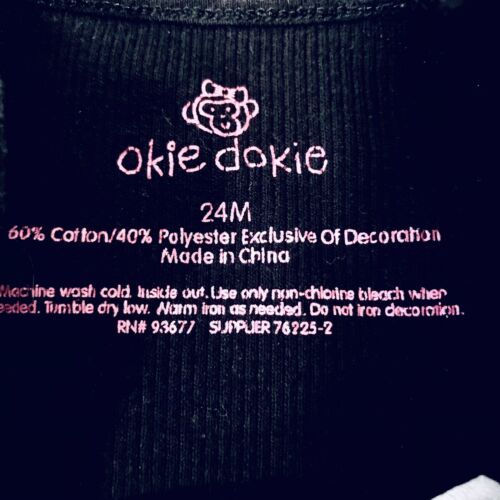 okie dokie
24M
60% Cotton/40% Polyester Exclusive Of Decoration
Made in China
Machine wash cold. Inside out. Use only non-chlorine bleach when
eeded. Tumble dry low. Warm iron as needed. Do not iron decoration.
RN# 93677 SUPPLIER 76225-2